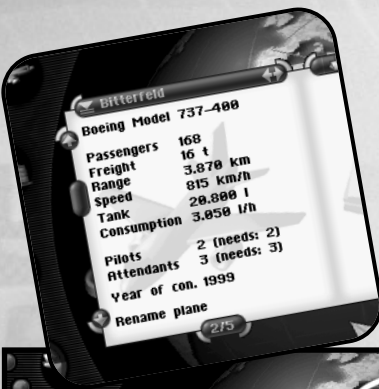 Bitterfeld
Boeing Model 737-400
Passengers 168
Freight 16 t
Range 3.870 km
Speed 815 km/h
Tank 20.800 l
Consumption 3.050 l/h
Pilots 2 (needs: 2)
Attendants 3 (needs: 3)
Year of con. 1999
Rename plane
2/5